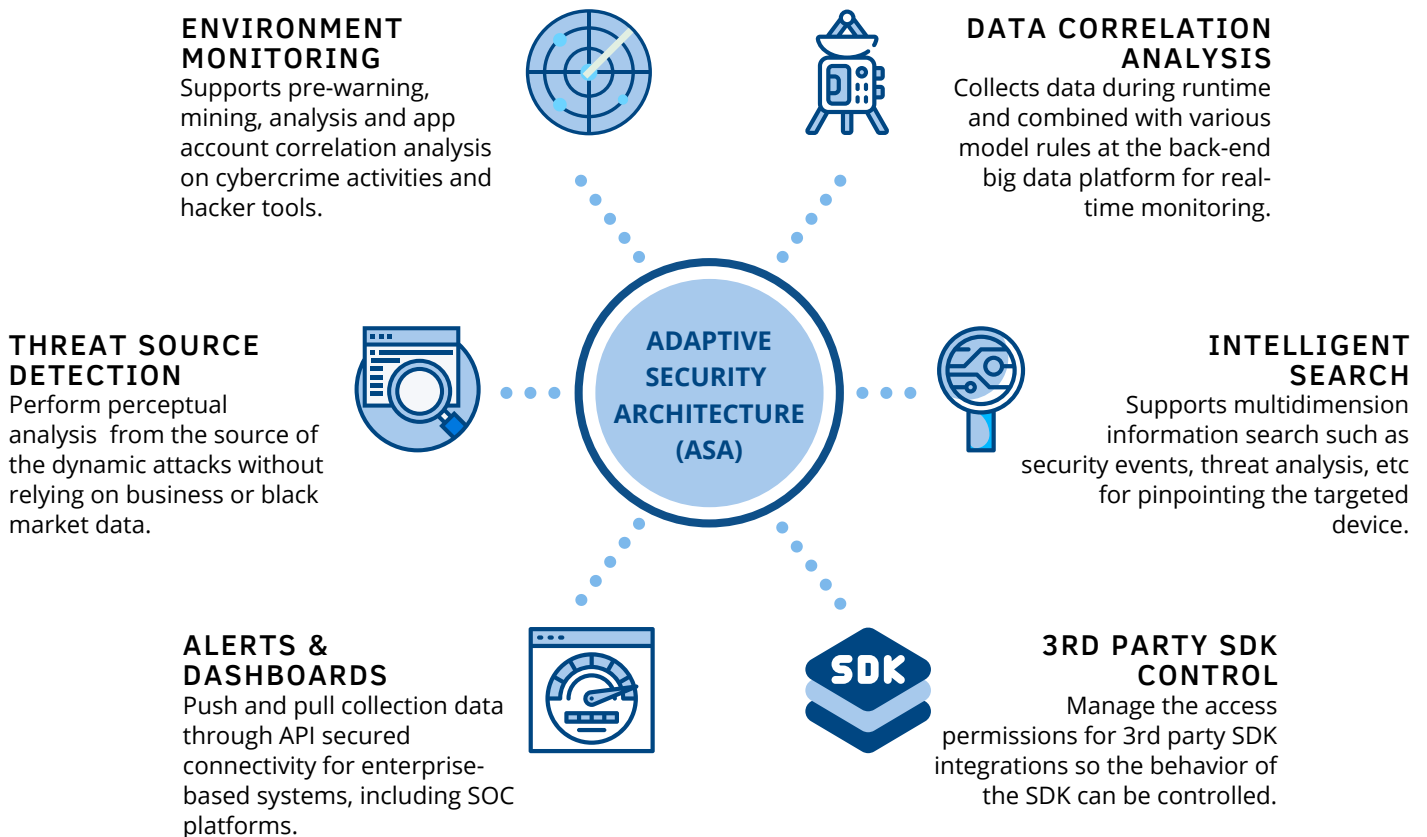 ENVIRONMENT
MONITORING
Supports pre-warning,
mining, analysis and app
account correlation analysis
on cybercrime activities and
hacker tools.
DATA CORRELATION
ANALYSIS
Collects data during runtime
and combined with various
model rules at the back-end
big data platform for real-
time monitoring.
THREAT SOURCE
DETECTION
Perform perceptual
analysis  from the source of
the dynamic attacks without
relying on business or black
market data.
ADAPTIVE
SECURITY
ARCHITECTURE
(ASA)
INTELLIGENT
SEARCH
Supports multidimension
information search such as
security events, threat analysis, etc
for pinpointing the targeted
device.
ALERTS &
DASHBOARDS
Push and pull collection data
through API secured
connectivity for enterprise-
based systems, including SOC
platforms.
SDK
3RD PARTY SDK
CONTROL
Manage the access
permissions for 3rd party SDK
integrations so the behavior of
the SDK can be controlled.